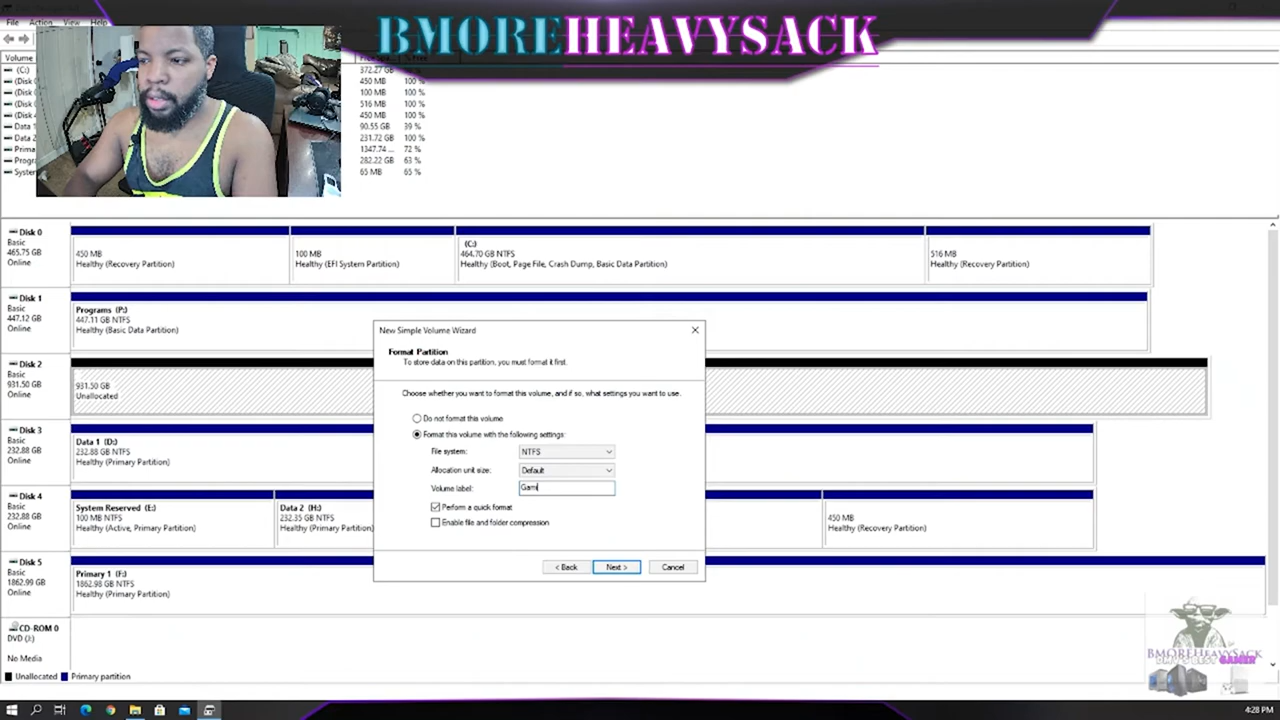 BMOREHEAVYSACK
File Action View Help
Volume
(C:) 372.27 GB
(Disk 450 MB 100 %
(Disk 100 MB 100 %
(Disk 516 MB 100 %
(Disk 450 MB 100 %
Data 1 90.55 GB 39 %
Data 2 231.72 GB 100 %
Prima 1347.74 ... 72 %
Progr 282.22 GB 63 %
System 65 MB 65 %
Disk 0
Basic
465.75 GB
Online
450 MB
Healthy (Recovery Partition)
100 MB
Healthy (EFI System Partition)
(C:)
464.70 GB NTFS
Healthy (Boot, Page File, Crash Dump, Basic Data Partition)
516 MB
Healthy (Recovery Partition)
Disk 1
Basic
447.12 GB
Online
Programs (P:)
447.11 GB NTFS
Healthy (Basic Data Partition)
Disk 2
Basic
931.50 GB
Online
931.50 GB
Unallocated
Disk 3
Basic
232.88 GB
Online
Data 1 (D:)
232.88 GB NTFS
Healthy (Primary Partition)
Disk 4
Basic
232.88 GB
Online
System Reserved (E:)
100 MB NTFS
Healthy (Active, Primary Partition)
Data 2 (H:)
232.35 GB NTFS
Healthy (Primary Partition)
450 MB
Healthy (Recovery Partition)
Disk 5
Basic
1862.99 GB
Online
Primary 1 (F:)
1862.98 GB NTFS
Healthy (Primary Partition)
CD-ROM 0
DVD (J:)
No Media
Unallocated Primary partition
New Simple Volume Wizard
Format Partition
To store data on this partition, you must format it first.
Choose whether you want to format this volume, and if so, what settings you want to use.
Do not format this volume
Format this volume with the following settings:
File system: NTFS
Allocation unit size: Default
Volume label: Gami
Perform a quick format
Enable file and folder compression
< Back Next > Cancel
BMOREHEAVYSACK
GAMER
4:28 PM